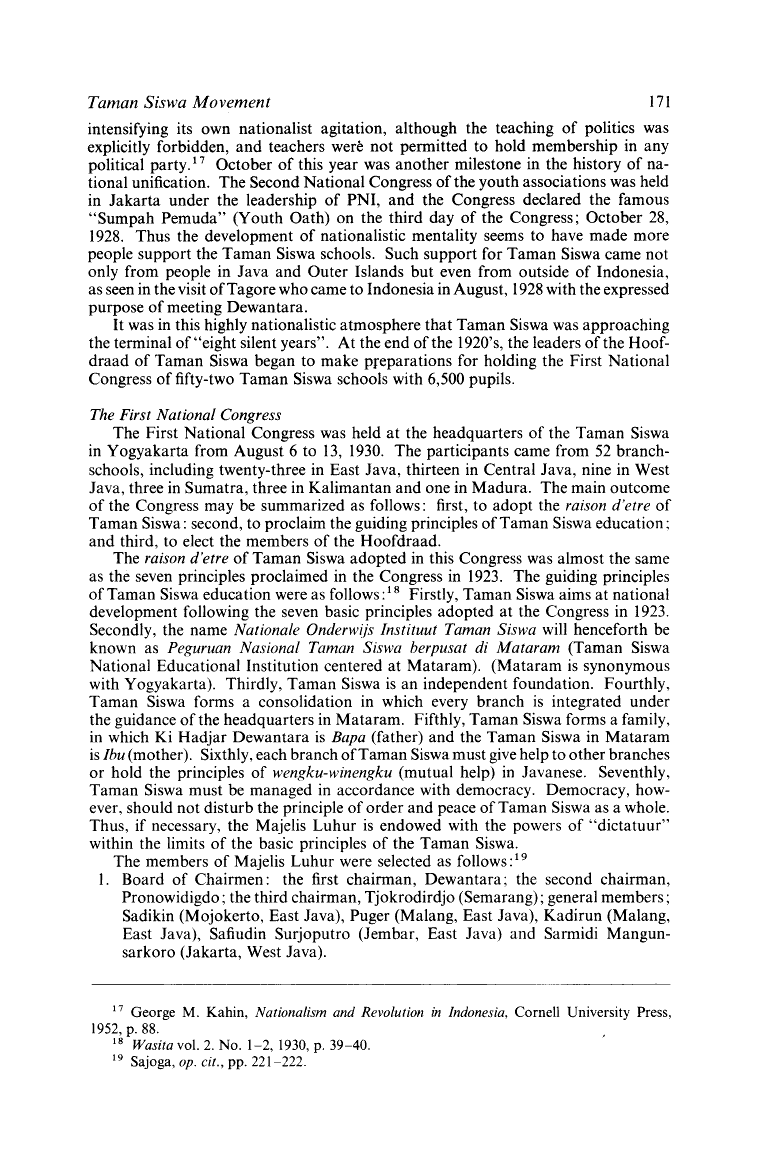 Taman Siswa Movement 171
intensifying its own nationalist agitation, although the teaching of politics was
explicitly forbidden, and teachers werè not permitted to hold membership in any
political party.¹⁷ October of this year was another milestone in the history of na-
tional unification. The Second National Congress of the youth associations was held
in Jakarta under the leadership of PNI, and the Congress declared the famous
“Sumpah Pemuda” (Youth Oath) on the third day of the Congress; October 28,
1928. Thus the development of nationalistic mentality seems to have made more
people support the Taman Siswa schools. Such support for Taman Siswa came not
only from people in Java and Outer Islands but even from outside of Indonesia,
as seen in the visit of Tagore who came to Indonesia in August, 1928 with the expressed
purpose of meeting Dewantara.
It was in this highly nationalistic atmosphere that Taman Siswa was approaching
the terminal of “eight silent years”. At the end of the 1920’s, the leaders of the Hoof-
draad of Taman Siswa began to make preparations for holding the First National
Congress of fifty-two Taman Siswa schools with 6,500 pupils.
The First National Congress
The First National Congress was held at the headquarters of the Taman Siswa
in Yogyakarta from August 6 to 13, 1930. The participants came from 52 branch-
schools, including twenty-three in East Java, thirteen in Central Java, nine in West
Java, three in Sumatra, three in Kalimantan and one in Madura. The main outcome
of the Congress may be summarized as follows: first, to adopt the raison d’etre of
Taman Siswa: second, to proclaim the guiding principles of Taman Siswa education;
and third, to elect the members of the Hoofdraad.
The raison d’etre of Taman Siswa adopted in this Congress was almost the same
as the seven principles proclaimed in the Congress in 1923. The guiding principles
of Taman Siswa education were as follows:¹⁸ Firstly, Taman Siswa aims at national
development following the seven basic principles adopted at the Congress in 1923.
Secondly, the name Nationale Onderwijs Instituut Taman Siswa will henceforth be
known as Peguruan Nasional Taman Siswa berpusat di Mataram (Taman Siswa
National Educational Institution centered at Mataram). (Mataram is synonymous
with Yogyakarta). Thirdly, Taman Siswa is an independent foundation. Fourthly,
Taman Siswa forms a consolidation in which every branch is integrated under
the guidance of the headquarters in Mataram. Fifthly, Taman Siswa forms a family,
in which Ki Hadjar Dewantara is Bapa (father) and the Taman Siswa in Mataram
is Ibu (mother). Sixthly, each branch of Taman Siswa must give help to other branches
or hold the principles of wengku-winengku (mutual help) in Javanese. Seventhly,
Taman Siswa must be managed in accordance with democracy. Democracy, how-
ever, should not disturb the principle of order and peace of Taman Siswa as a whole.
Thus, if necessary, the Majelis Luhur is endowed with the powers of “dictatuur”
within the limits of the basic principles of the Taman Siswa.
The members of Majelis Luhur were selected as follows:¹⁹
1. Board of Chairmen: the first chairman, Dewantara; the second chairman,
Pronowidigdo; the third chairman, Tjokrodirdjo (Semarang); general members;
Sadikin (Mojokerto, East Java), Puger (Malang, East Java), Kadirun (Malang,
East Java), Safiudin Surjoputro (Jembar, East Java) and Sarmidi Mangun-
sarkoro (Jakarta, West Java).
¹⁷ George M. Kahin, Nationalism and Revolution in Indonesia, Cornell University Press,
1952, p. 88.
¹⁸ Wasita vol. 2. No. 1–2, 1930, p. 39–40.
¹⁹ Sajoga, op. cit., pp. 221–222.